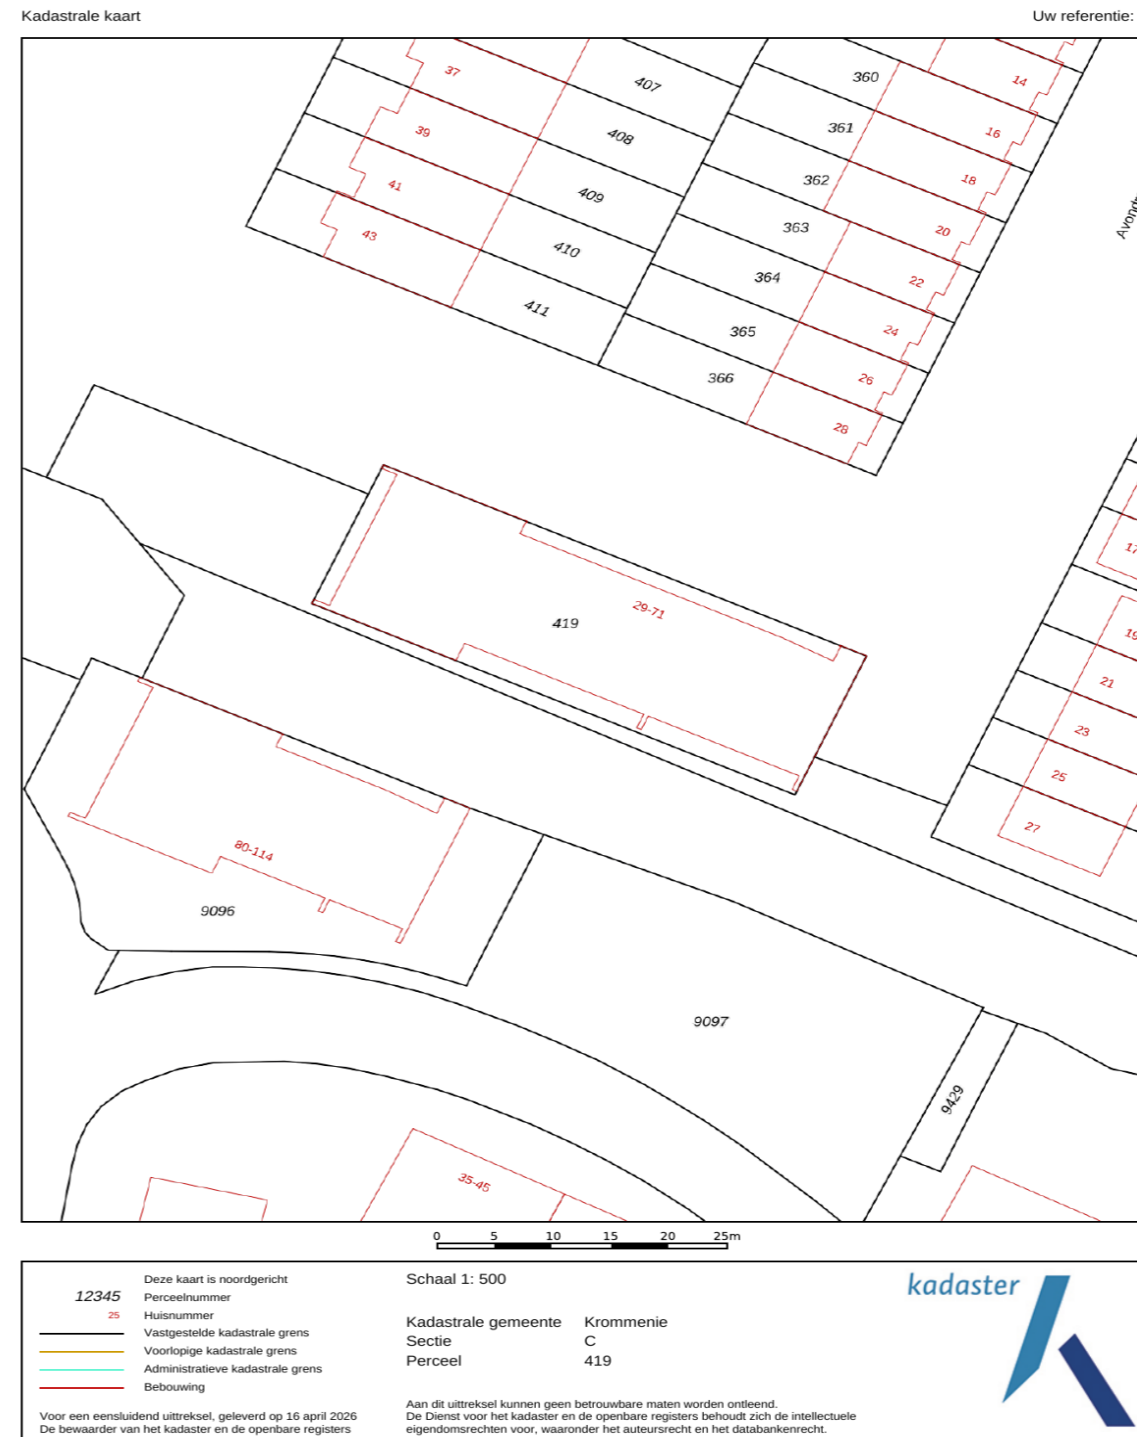 Kadastrale kaart
Uw referentie:
37
407
360
14
39
408
361
16
41
409
362
18
43
410
363
20
411
364
22
365
24
366
26
28
17
29-71
419
19
21
23
25
27
80-114
9096
9097
9429
35-45
0 5 10 15 20 25m
Deze kaart is noordgericht
12345 Perceelnummer
25 Huisnummer
Vastgestelde kadastrale grens
Voorlopige kadastrale grens
Administratieve kadastrale grens
Bebouwing
Voor een eensluidend uittreksel, geleverd op 16 april 2026
De bewaarder van het kadaster en de openbare registers
Schaal 1: 500
Kadastrale gemeente Krommenie
Sectie C
Perceel 419
Aan dit uittreksel kunnen geen betrouwbare maten worden ontleend.
De Dienst voor het kadaster en de openbare registers behoudt zich de intellectuele
eigendomsrechten voor, waaronder het auteursrecht en het databankenrecht.
kadaster